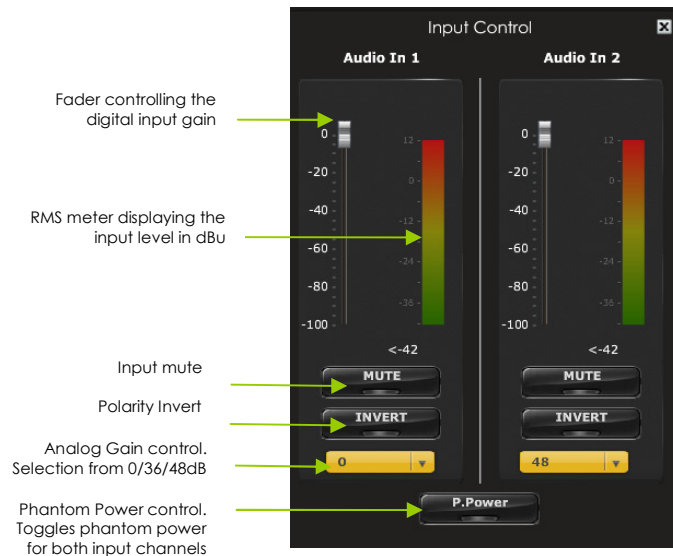 Input Control
Audio In 1
Audio In 2
Fader controlling the
digital input gain
RMS meter displaying the
input level in dBu
Input mute
Polarity Invert
Analog Gain control.
Selection from 0/36/48dB
Phantom Power control.
Toggles phantom power
for both input channels
0
-20
-40
-60
-80
-100
12
0
-12
-24
-36
<-42
MUTE
INVERT
0
0
-20
-40
-60
-80
-100
12
0
-12
-24
-36
<-42
MUTE
INVERT
48
P.Power